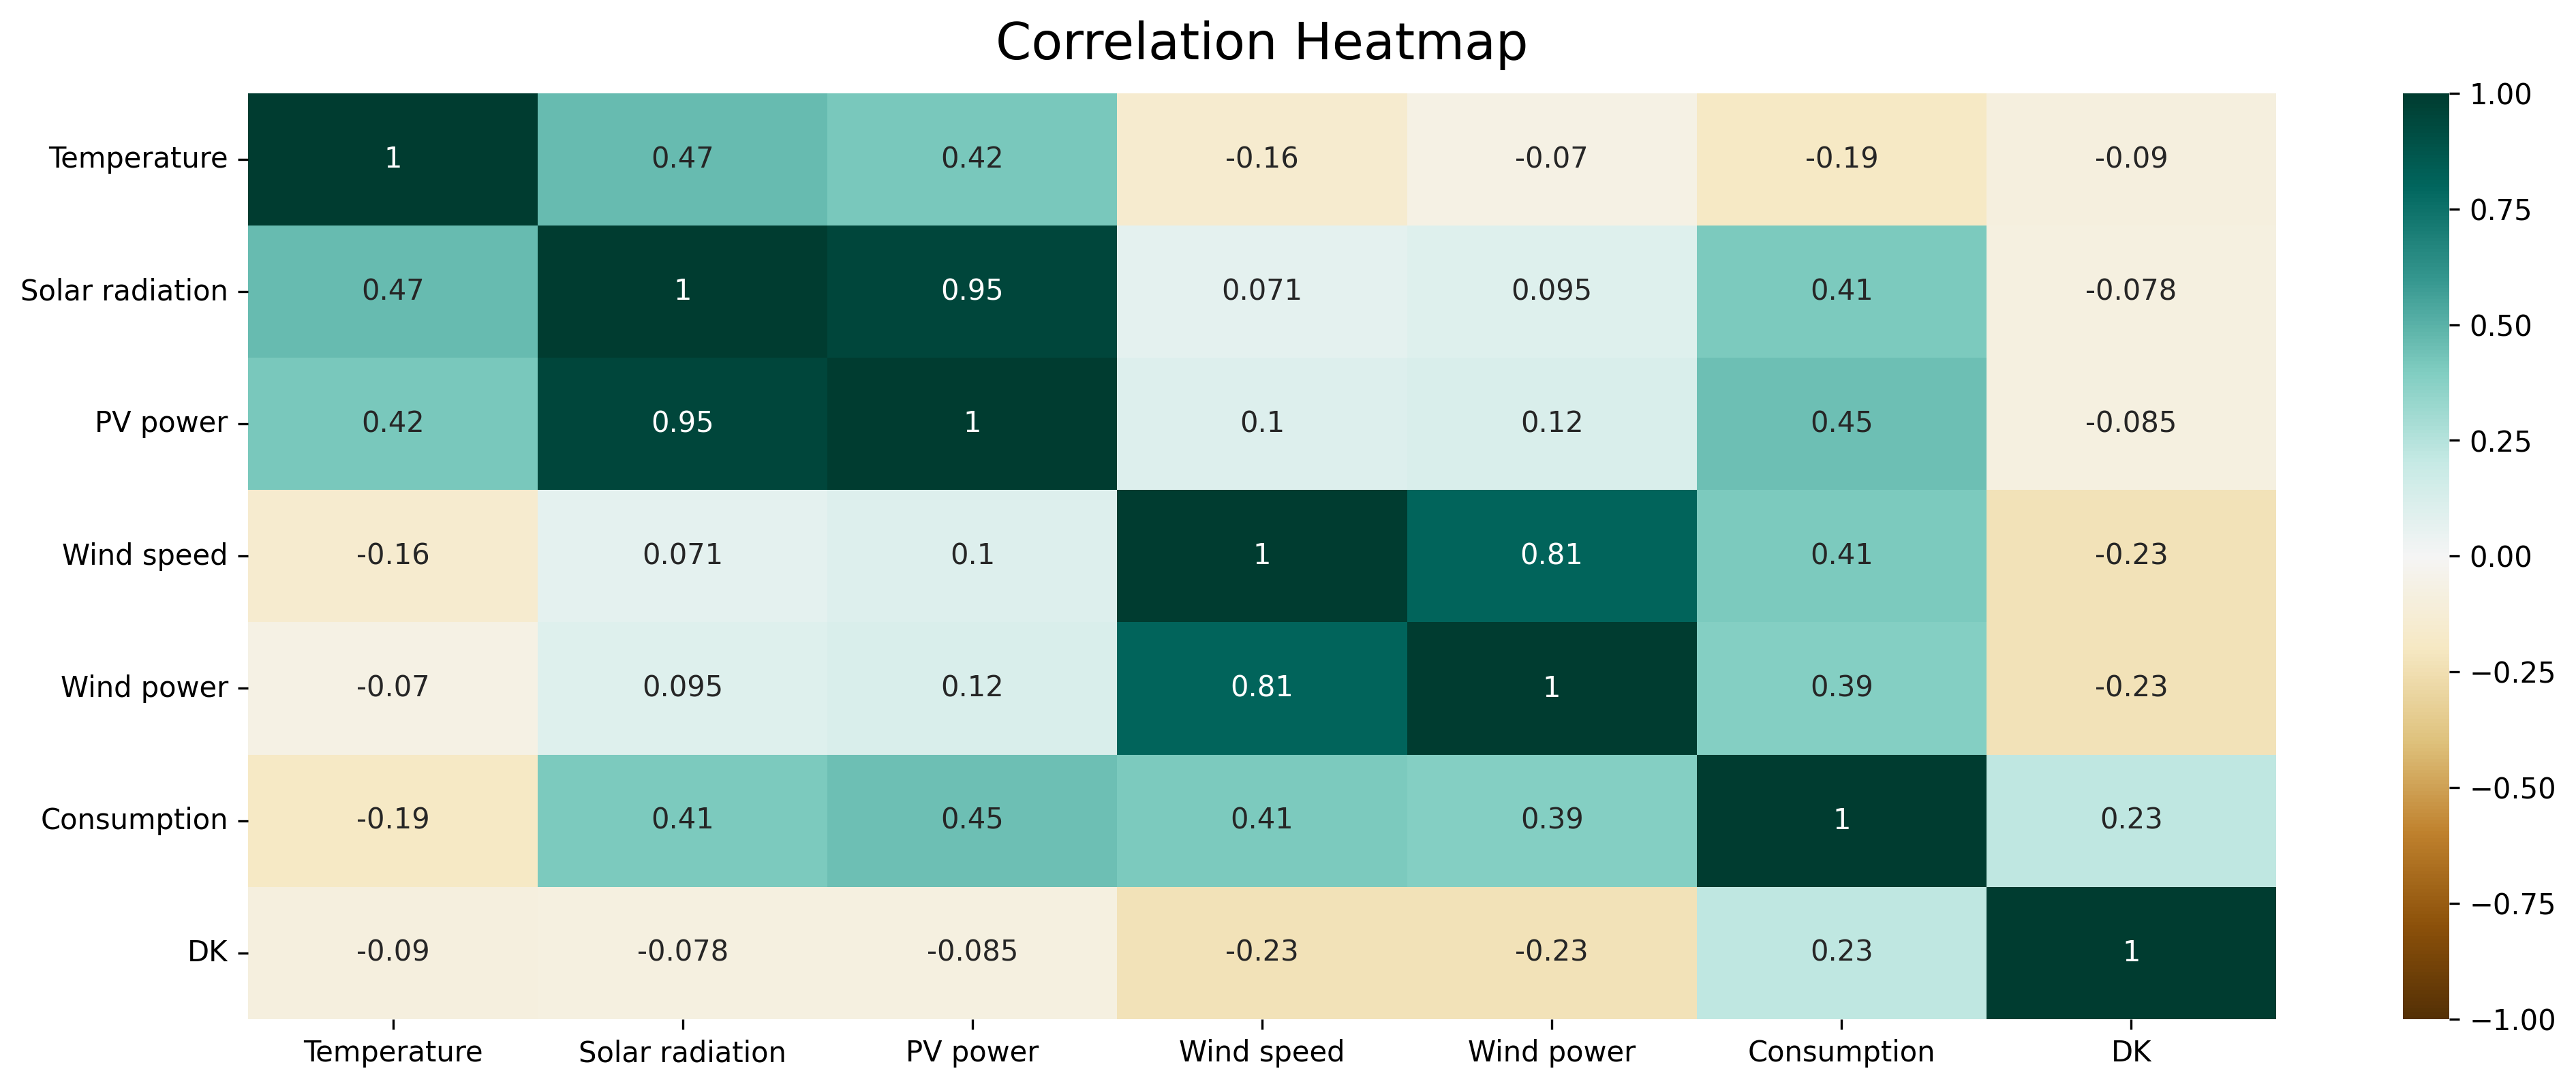 Correlation Heatmap
Temperature 1 0.47 0.42 -0.16 -0.07 -0.19 -0.09
Solar radiation 0.47 1 0.95 0.071 0.095 0.41 -0.078
PV power 0.42 0.95 1 0.1 0.12 0.45 -0.085
Wind speed -0.16 0.071 0.1 1 0.81 0.41 -0.23
Wind power -0.07 0.095 0.12 0.81 1 0.39 -0.23
Consumption -0.19 0.41 0.45 0.41 0.39 1 0.23
DK -0.09 -0.078 -0.085 -0.23 -0.23 0.23 1
Temperature Solar radiation PV power Wind speed Wind power Consumption DK
1.00
0.75
0.50
0.25
0.00
−0.25
−0.50
−0.75
−1.00